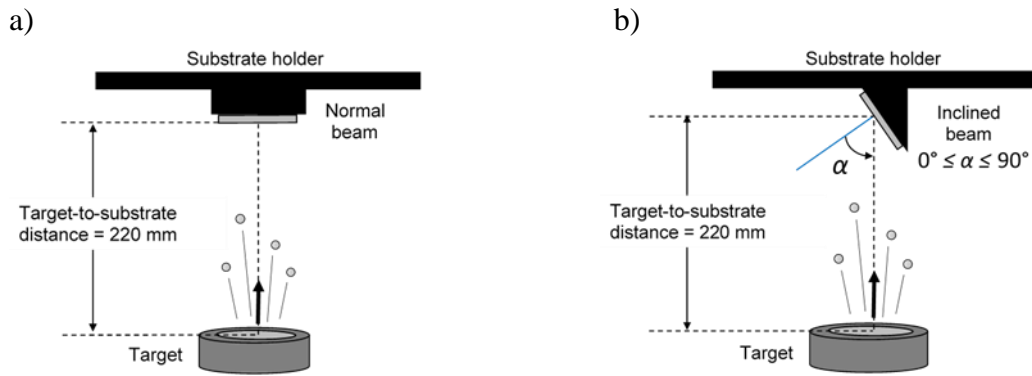 a)
Substrate holder
Normal
beam
Target-to-substrate
distance = 220 mm
Target
b)
Substrate holder
Inclined
beam
0° ≤ α ≤ 90°
α
Target-to-substrate
distance = 220 mm
Target